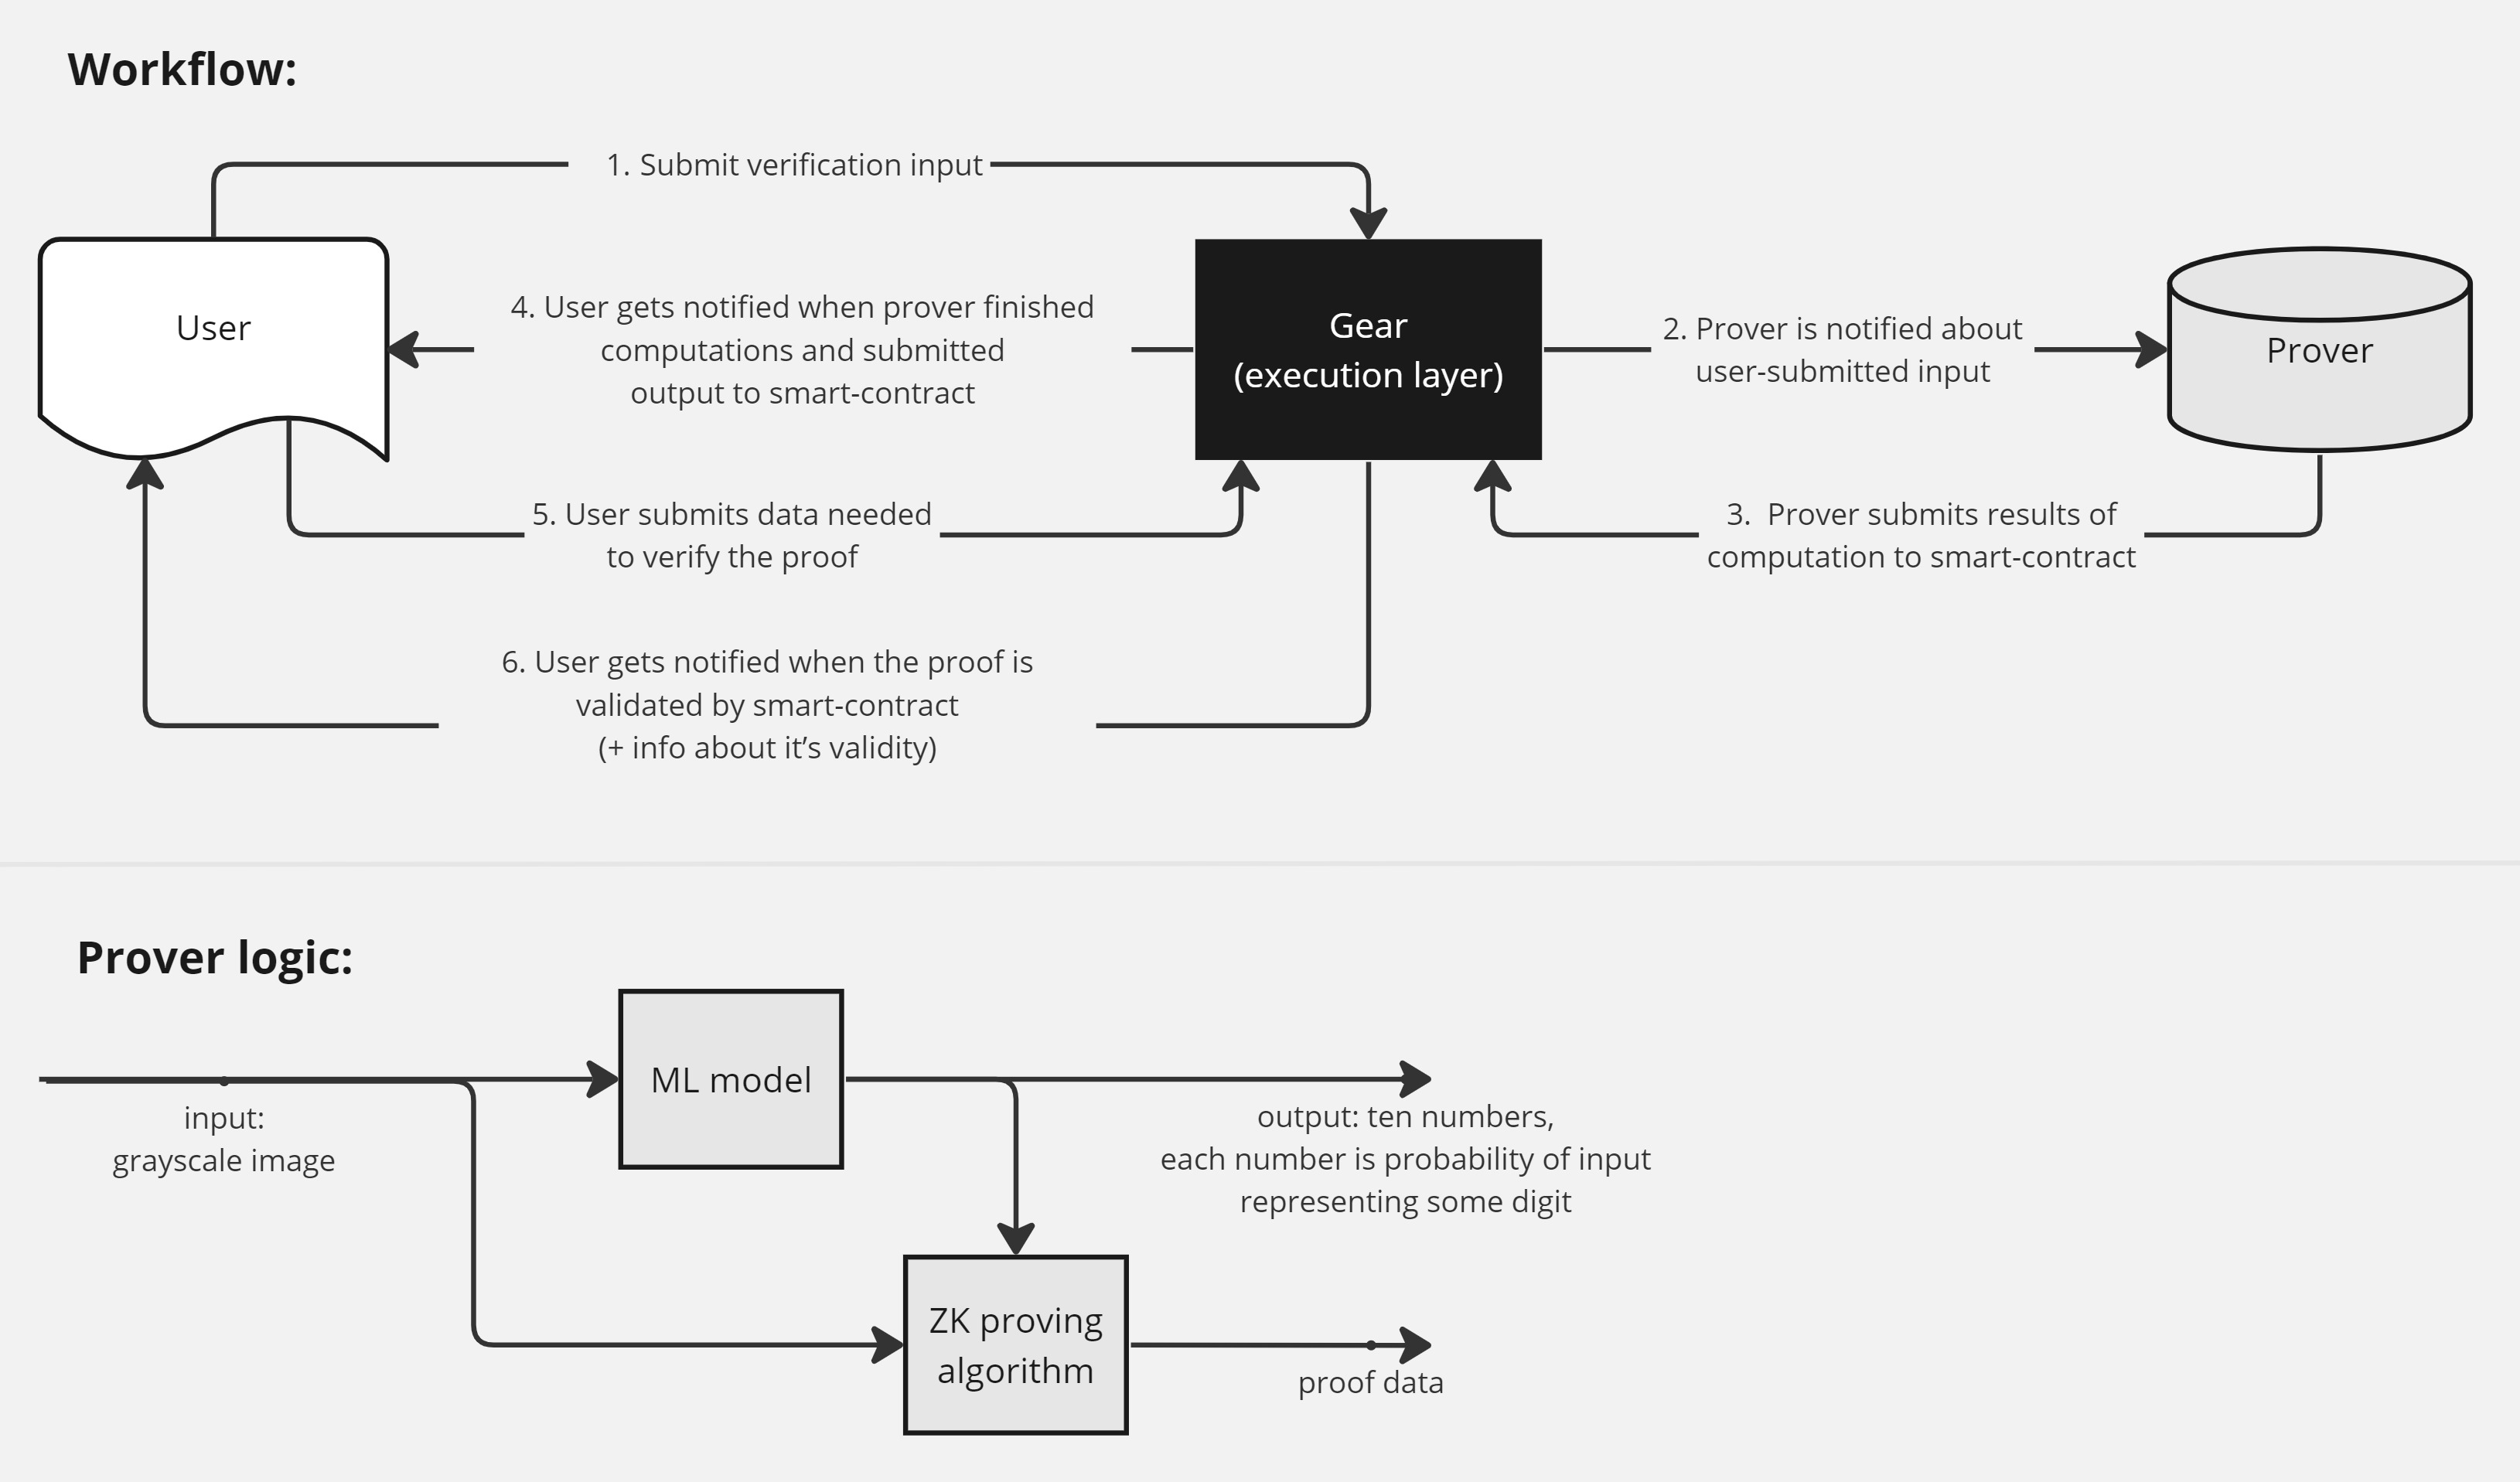 Workflow:
1. Submit verification input
User
4. User gets notified when prover finished
computations and submitted
output to smart-contract
Gear
(execution layer)
2. Prover is notified about
user-submitted input
Prover
5. User submits data needed
to verify the proof
3.  Prover submits results of
computation to smart-contract
6. User gets notified when the proof is
validated by smart-contract
(+ info about it’s validity)
Prover logic:
ML model
input:
grayscale image
output: ten numbers,
each number is probability of input
representing some digit
ZK proving
algorithm
proof data